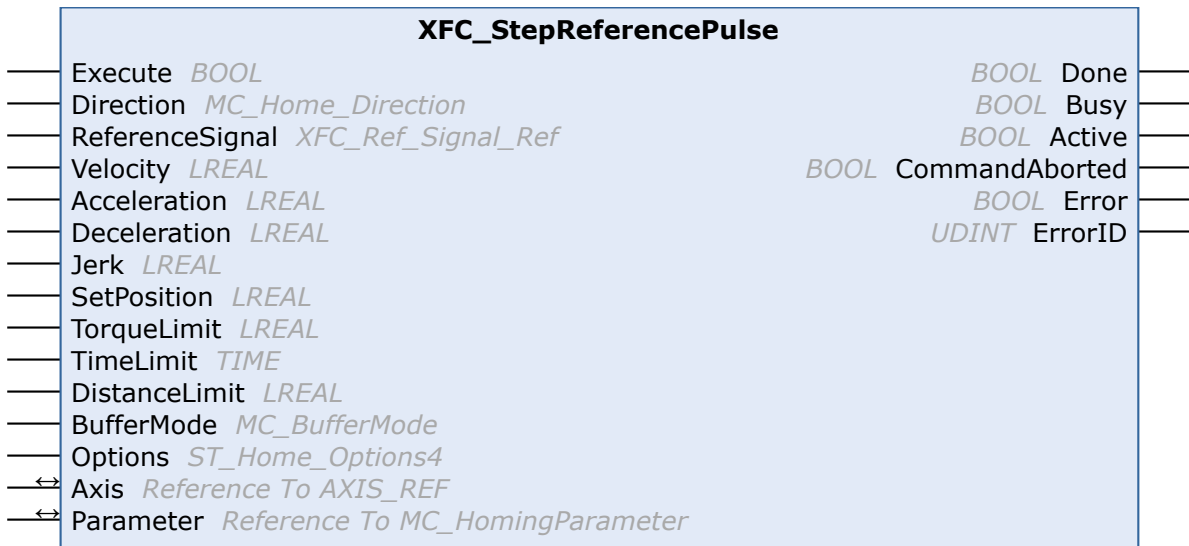 XFC_StepReferencePulse
Execute BOOL BOOL Done
Direction MC_Home_Direction BOOL Busy
ReferenceSignal XFC_Ref_Signal_Ref BOOL Active
Velocity LREAL BOOL CommandAborted
Acceleration LREAL BOOL Error
Deceleration LREAL UDINT ErrorID
Jerk LREAL
SetPosition LREAL
TorqueLimit LREAL
TimeLimit TIME
DistanceLimit LREAL
BufferMode MC_BufferMode
Options ST_Home_Options4
↔ Axis Reference To AXIS_REF
↔ Parameter Reference To MC_HomingParameter